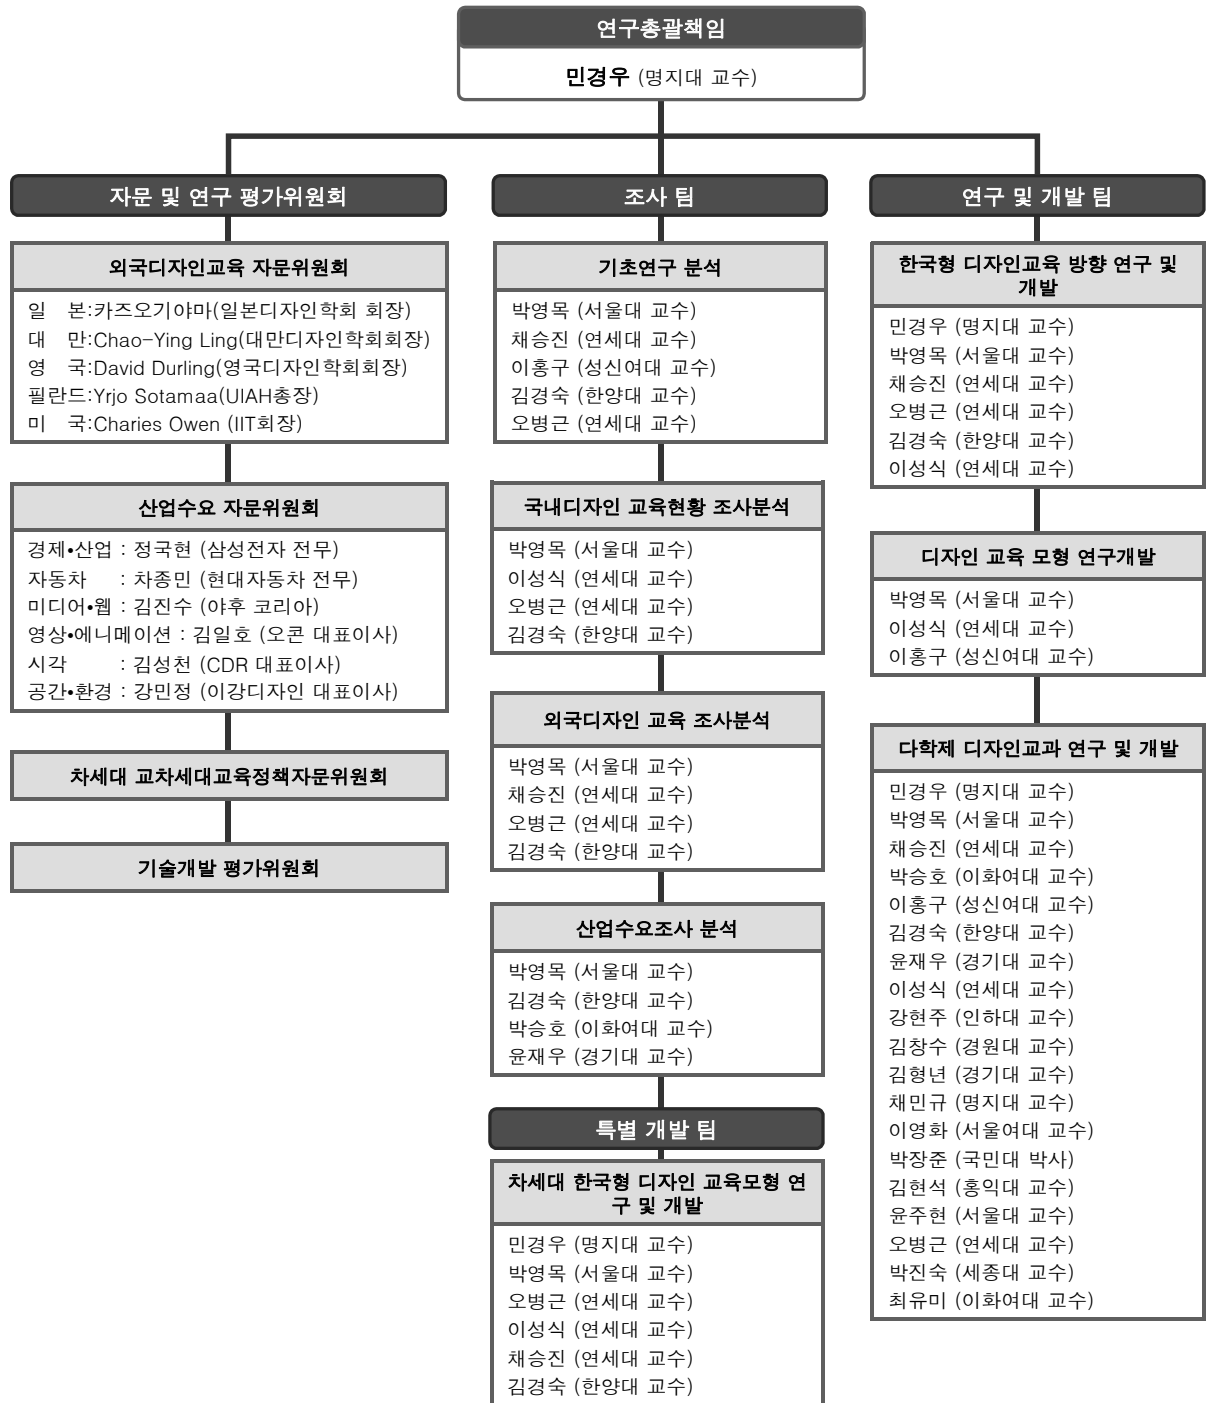 연구총괄책임
민경우 (명지대 교수)
자문 및 연구 평가위원회
외국디자인교육 자문위원회
일 본:카즈오기야마(일본디자인학회 회장)
대 만:Chao-Ying Ling(대만디자인학회회장)
영 국:David Durling(영국디자인학회회장)
필란드:Yrjo Sotamaa(UIAH총장)
미 국:Charies Owen (IIT회장)
산업수요 자문위원회
경제•산업 : 정국현 (삼성전자 전무)
자동차 : 차종민 (현대자동차 전무)
미디어•웹 : 김진수 (야후 코리아)
영상•에니메이션 : 김일호 (오콘 대표이사)
시각 : 김성천 (CDR 대표이사)
공간•환경 : 강민정 (이강디자인 대표이사)
차세대 교차세대교육정책자문위원회
기술개발 평가위원회
조사 팀
기초연구 분석
박영목 (서울대 교수)
채승진 (연세대 교수)
이홍구 (성신여대 교수)
김경숙 (한양대 교수)
오병근 (연세대 교수)
국내디자인 교육현황 조사분석
박영목 (서울대 교수)
이성식 (연세대 교수)
오병근 (연세대 교수)
김경숙 (한양대 교수)
외국디자인 교육 조사분석
박영목 (서울대 교수)
채승진 (연세대 교수)
오병근 (연세대 교수)
김경숙 (한양대 교수)
산업수요조사 분석
박영목 (서울대 교수)
김경숙 (한양대 교수)
박승호 (이화여대 교수)
윤재우 (경기대 교수)
특별 개발 팀
차세대 한국형 디자인 교육모형 연
구 및 개발
민경우 (명지대 교수)
박영목 (서울대 교수)
오병근 (연세대 교수)
이성식 (연세대 교수)
채승진 (연세대 교수)
김경숙 (한양대 교수)
연구 및 개발 팀
한국형 디자인교육 방향 연구 및
개발
민경우 (명지대 교수)
박영목 (서울대 교수)
채승진 (연세대 교수)
오병근 (연세대 교수)
김경숙 (한양대 교수)
이성식 (연세대 교수)
디자인 교육 모형 연구개발
박영목 (서울대 교수)
이성식 (연세대 교수)
이홍구 (성신여대 교수)
다학제 디자인교과 연구 및 개발
민경우 (명지대 교수)
박영목 (서울대 교수)
채승진 (연세대 교수)
박승호 (이화여대 교수)
이홍구 (성신여대 교수)
김경숙 (한양대 교수)
윤재우 (경기대 교수)
이성식 (연세대 교수)
강현주 (인하대 교수)
김창수 (경원대 교수)
김형년 (경기대 교수)
채민규 (명지대 교수)
이영화 (서울여대 교수)
박장준 (국민대 박사)
김현석 (홍익대 교수)
윤주현 (서울대 교수)
오병근 (연세대 교수)
박진숙 (세종대 교수)
최유미 (이화여대 교수)